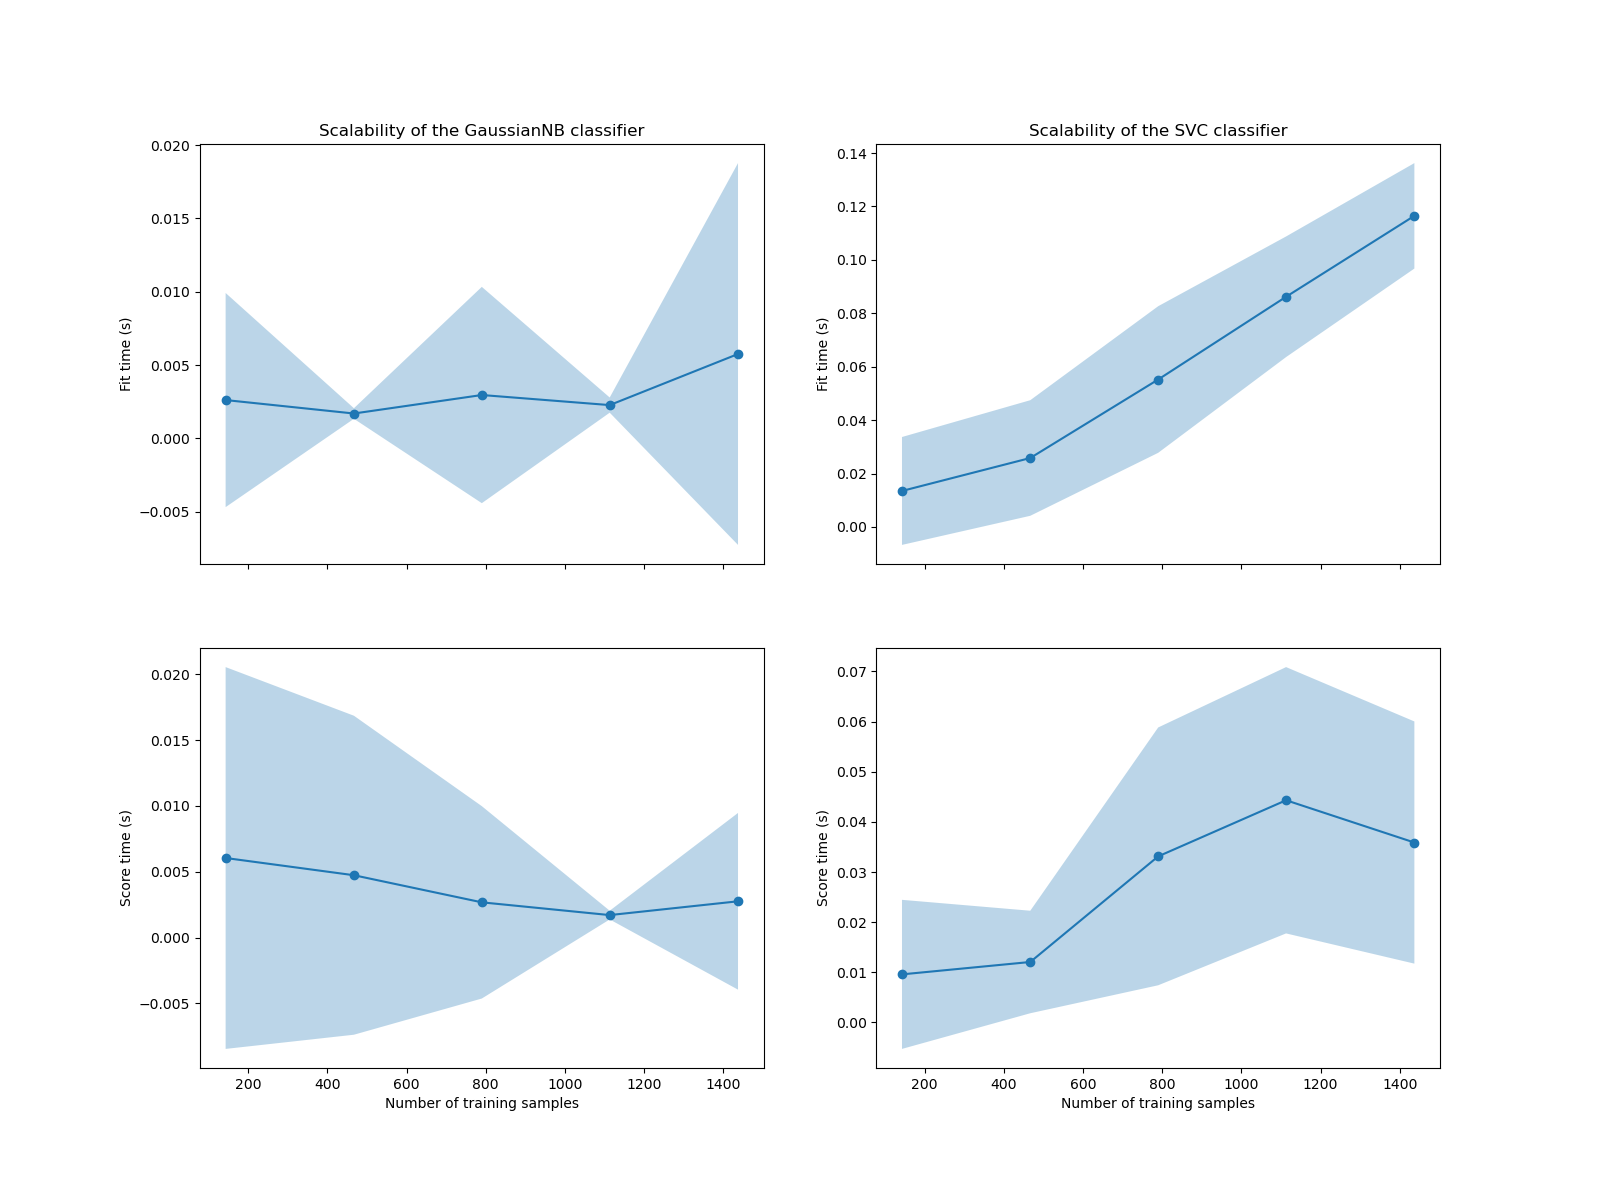 Scalability of the GaussianNB classifier
0.020
0.015
0.010
0.005
0.000
−0.005
Fit time (s)
Scalability of the SVC classifier
0.14
0.12
0.10
0.08
0.06
0.04
0.02
0.00
Fit time (s)
0.020
0.015
0.010
0.005
0.000
−0.005
Score time (s)
200 400 600 800 1000 1200 1400
Number of training samples
0.07
0.06
0.05
0.04
0.03
0.02
0.01
0.00
Score time (s)
200 400 600 800 1000 1200 1400
Number of training samples